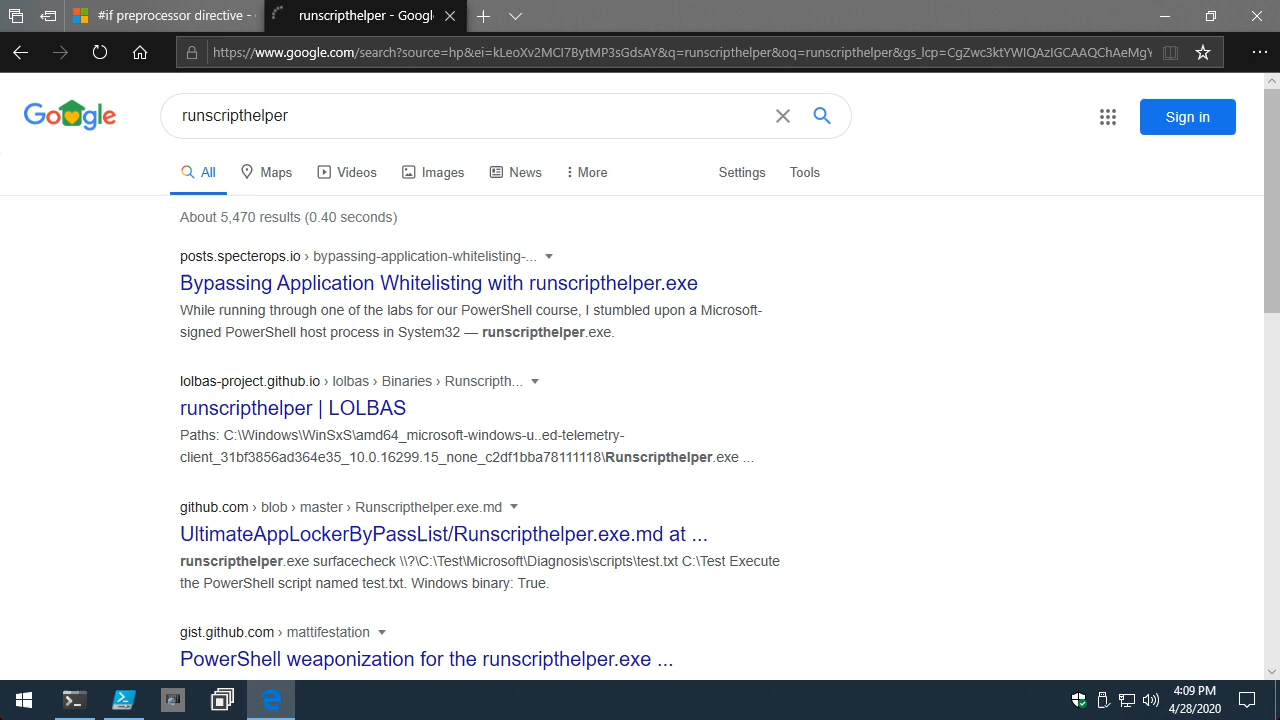 #if preprocessor directive -
runscripthelper - Googl
https://www.google.com/search?source=hp&ei=kLeoXv2MCI7BytMP3sGdsAY&q=runscripthelper&oq=runscripthelper&gs_lcp=CgZwc3ktYWIQAzIGCAAQChAeMgY
Google
runscripthelper
Sign in
All Maps Videos Images News More Settings Tools
About 5,470 results (0.40 seconds)
posts.specterops.io › bypassing-application-whitelisting-...
Bypassing Application Whitelisting with runscripthelper.exe
While running through one of the labs for our PowerShell course, I stumbled upon a Microsoft-
signed PowerShell host process in System32 — runscripthelper.exe.
lolbas-project.github.io › lolbas › Binaries › Runscripth...
runscripthelper | LOLBAS
Paths: C:\Windows\WinSxS\amd64_microsoft-windows-u..ed-telemetry-
client_31bf3856ad364e35_10.0.16299.15_none_c2df1bba78111118\Runscripthelper.exe ...
github.com › blob › master › Runscripthelper.exe.md
UltimateAppLockerByPassList/Runscripthelper.exe.md at ...
runscripthelper.exe surfacecheck \\?\C:\Test\Microsoft\Diagnosis\scripts\test.txt C:\Test Execute
the PowerShell script named test.txt. Windows binary: True.
gist.github.com › mattifestation
PowerShell weaponization for the runscripthelper.exe ...
4:09 PM
4/28/2020